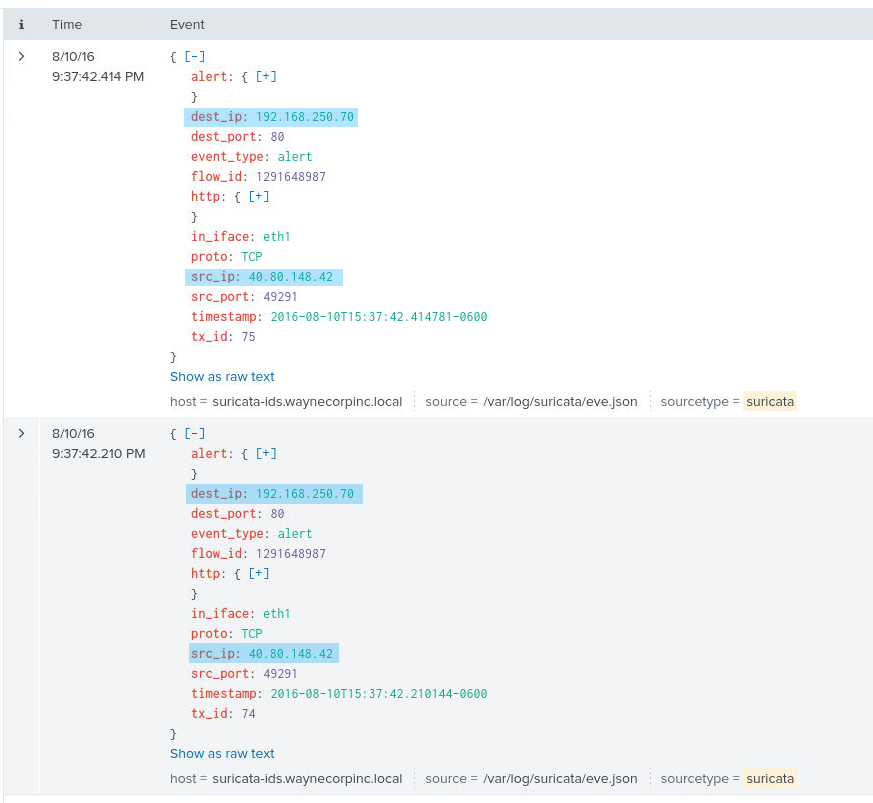 i Time Event
> 8/10/16 { [-]
9:37:42.414 PM alert: { [+]
}
dest_ip: 192.168.250.70
dest_port: 80
event_type: alert
flow_id: 1291648987
http: { [+]
}
in_iface: eth1
proto: TCP
src_ip: 40.80.148.42
src_port: 49291
timestamp: 2016-08-10T15:37:42.414781-0600
tx_id: 75
}
Show as raw text
host = suricata-ids.waynecorpinc.local source = /var/log/suricata/eve.json sourcetype = suricata
> 8/10/16 { [-]
9:37:42.210 PM alert: { [+]
}
dest_ip: 192.168.250.70
dest_port: 80
event_type: alert
flow_id: 1291648987
http: { [+]
}
in_iface: eth1
proto: TCP
src_ip: 40.80.148.42
src_port: 49291
timestamp: 2016-08-10T15:37:42.210144-0600
tx_id: 74
}
Show as raw text
host = suricata-ids.waynecorpinc.local source = /var/log/suricata/eve.json sourcetype = suricata